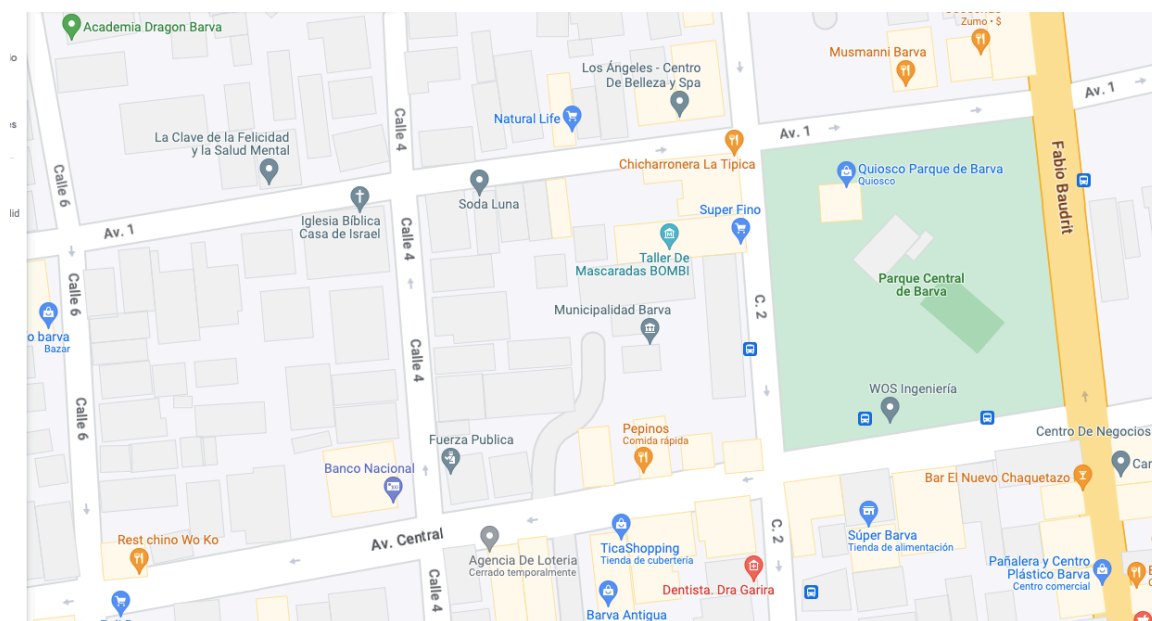 Academia Dragon Barva
Zumo • $
Musmanni Barva
Los Ángeles - Centro
De Belleza y Spa
Natural Life
Av. 1
Av. 1
Calle 4
La Clave de la Felicidad
y la Salud Mental
Chicharronera La Tipica
Quiosco Parque de Barva
Quiosco
Fabio Baudrit
Calle 6
Soda Luna
Iglesia Bíblica
Casa de Israel
Super Fino
Av. 1
Calle 4
Taller De
Mascaradas BOMBI
Parque Central
de Barva
Calle 6
Municipalidad Barva
C. 2
o barva
Bazar
Calle 4
WOS Ingeniería
Calle 6
Pepinos
Comida rápida
Fuerza Publica
Centro De Negocios
Car
Banco Nacional
Bar El Nuevo Chaquetazo
Av. Central
C. 2
Súper Barva
Tienda de alimentación
Rest chino Wo Ko
TicaShopping
Tienda de cubertería
Agencia De Loteria
Cerrado temporalmente
Pañalera y Centro
Plástico Barva
Centro comercial
Calle 4
Dentista. Dra Garira
Barva Antigua